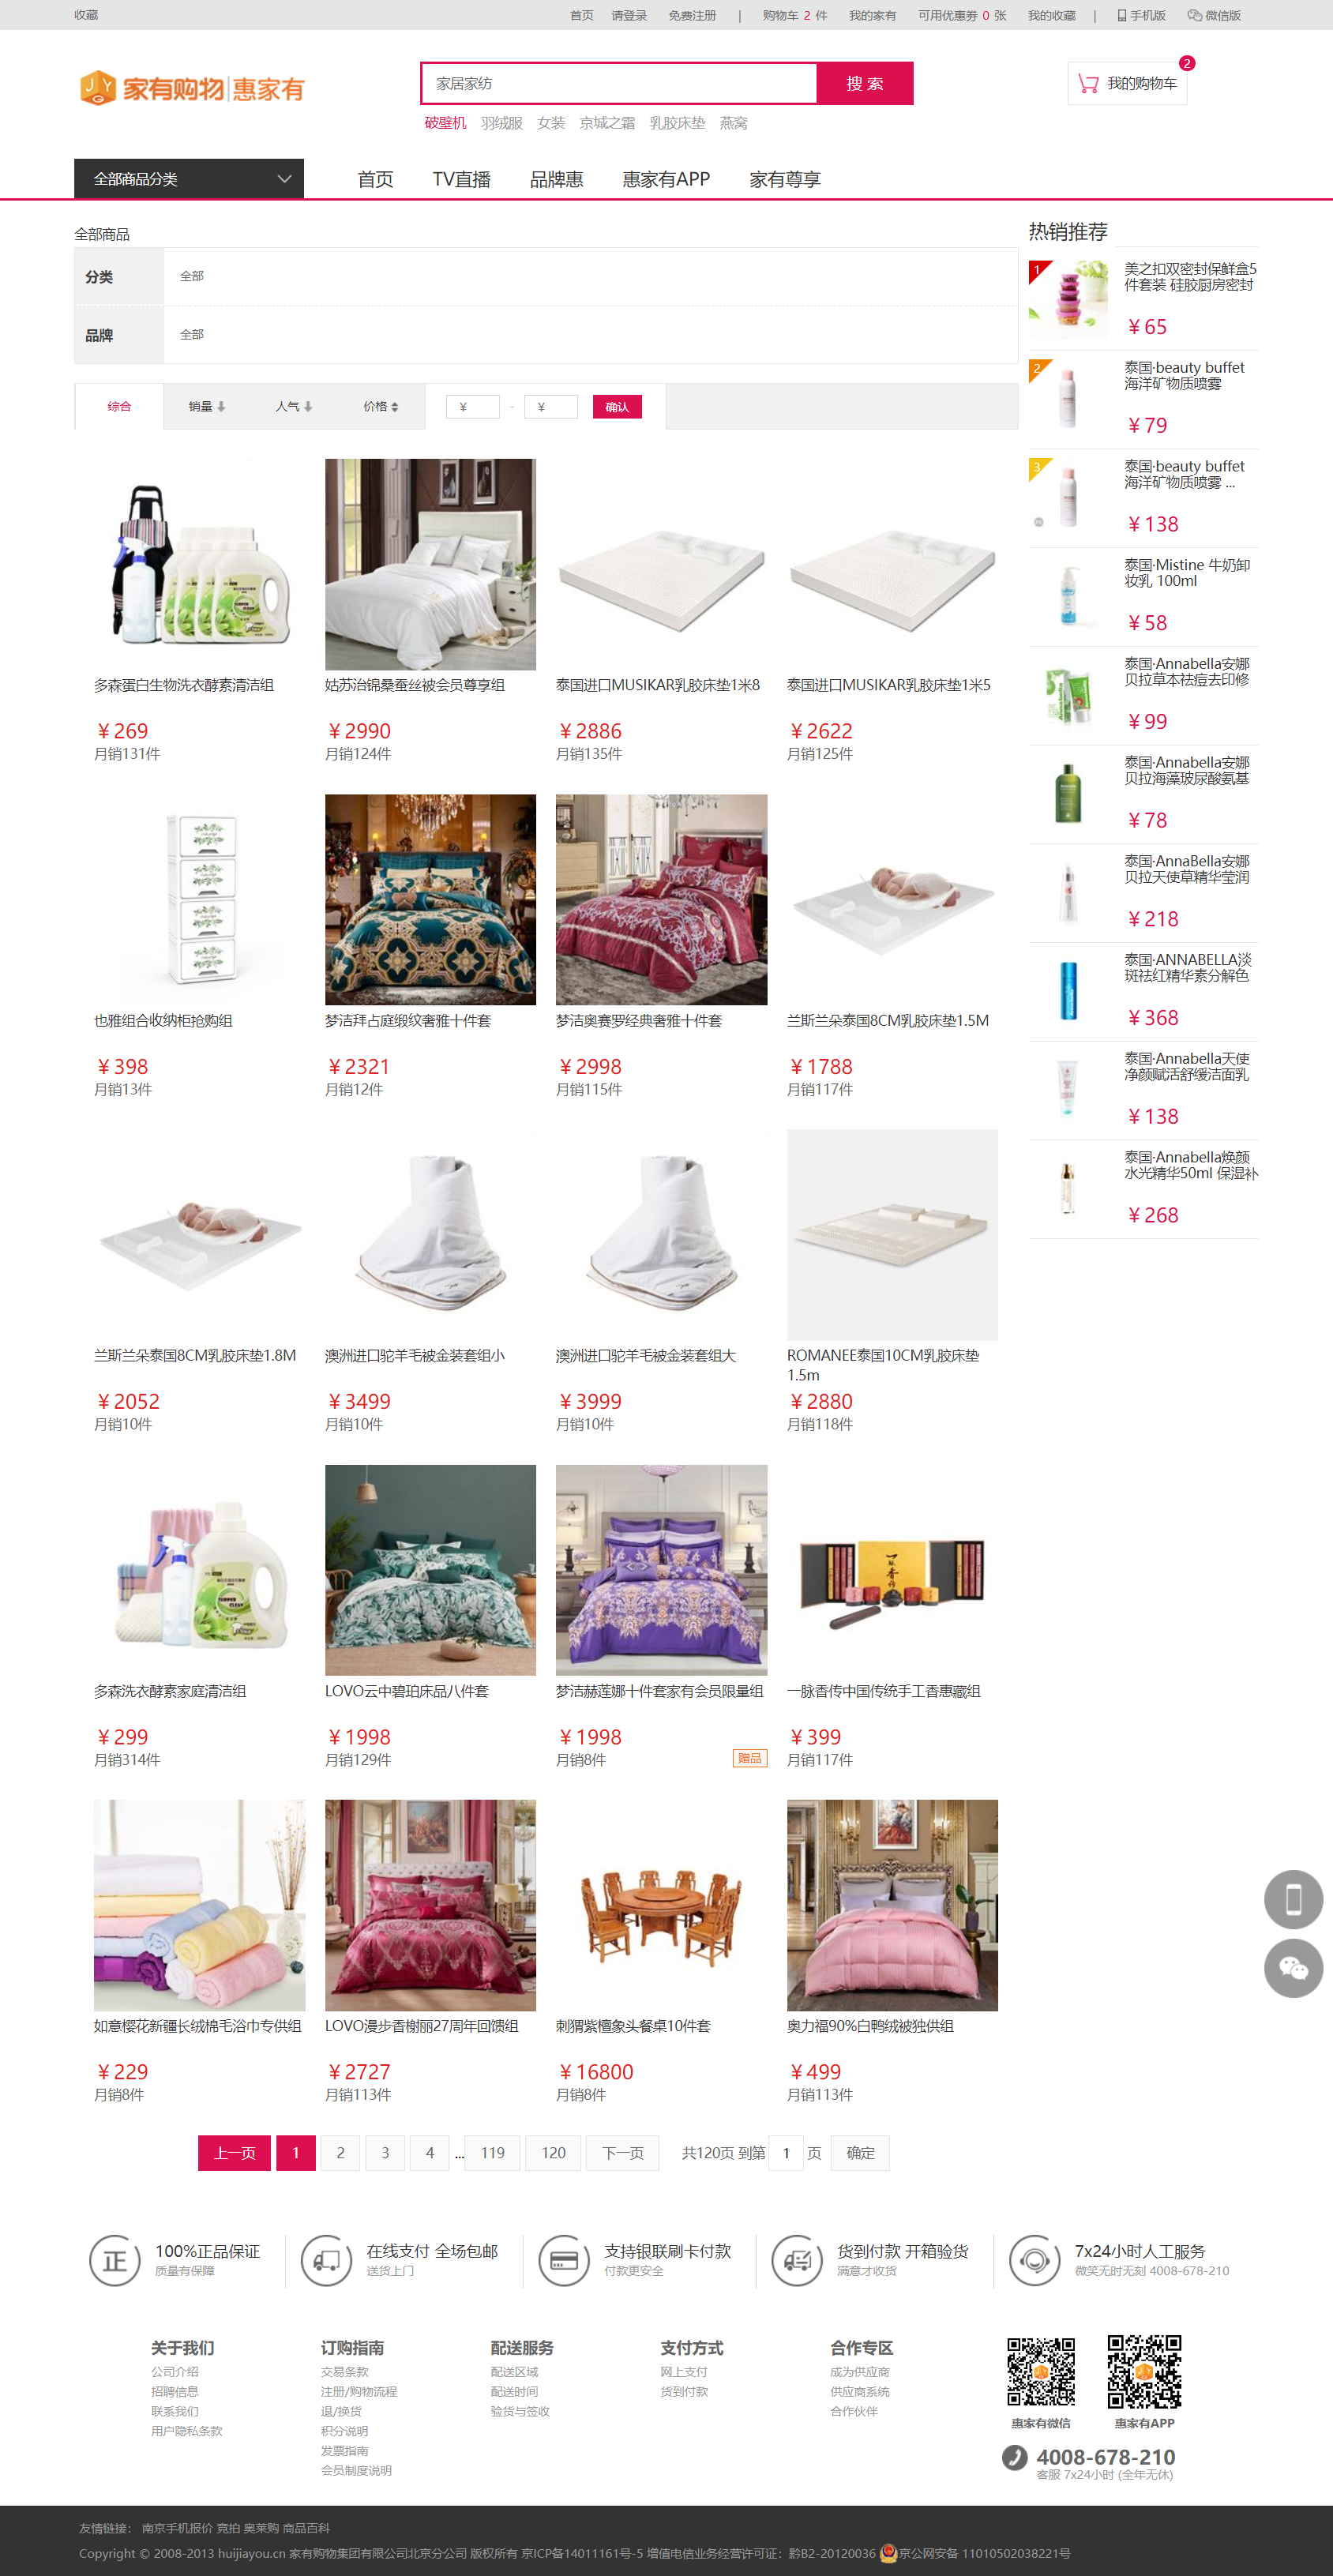 收藏
首页 请登录 免费注册 | 购物车 2 件 我的家有 可用优惠券 0 张 我的收藏 | 手机版 微信版
家有购物 惠家有
家居家纺 搜 索
我的购物车 2
破壁机 羽绒服 女装 京城之霜 乳胶床垫 燕窝
全部商品分类 首页 TV直播 品牌惠 惠家有APP 家有尊享
全部商品
分类 全部
品牌 全部
综合 销量 人气 价格 ¥ - ¥ 确认
多森蛋白生物洗衣酵素清洁组
¥269
月销131件
姑苏冶锦桑蚕丝被会员尊享组
¥2990
月销124件
泰国进口MUSIKAR乳胶床垫1米8
¥2886
月销135件
泰国进口MUSIKAR乳胶床垫1米5
¥2622
月销125件
也雅组合收纳柜抢购组
¥398
月销13件
梦洁拜占庭缎纹奢雅十件套
¥2321
月销12件
梦洁奥赛罗经典奢雅十件套
¥2998
月销115件
兰斯兰朵泰国8CM乳胶床垫1.5M
¥1788
月销117件
兰斯兰朵泰国8CM乳胶床垫1.8M
¥2052
月销10件
澳洲进口驼羊毛被金装套组小
¥3499
月销10件
澳洲进口驼羊毛被金装套组大
¥3999
月销10件
ROMANEE泰国10CM乳胶床垫
1.5m
¥2880
月销118件
多森洗衣酵素家庭清洁组
¥299
月销314件
LOVO云中碧珀床品八件套
¥1998
月销129件
梦洁赫莲娜十件套家有会员限量组
¥1998
月销8件 赠品
一脉香传中国传统手工香惠藏组
¥399
月销117件
如意樱花新疆长绒棉毛浴巾专供组
¥229
月销8件
LOVO漫步香榭丽27周年回馈组
¥2727
月销113件
刺猬紫檀象头餐桌10件套
¥16800
月销8件
奥力福90%白鸭绒被独供组
¥499
月销113件
热销推荐
1
美之扣双密封保鲜盒5
件套装 硅胶厨房密封
¥65
2
泰国·beauty buffet
海洋矿物质喷雾
¥79
3
泰国·beauty buffet
海洋矿物质喷雾 ...
¥138
泰国·Mistine 牛奶卸
妆乳 100ml
¥58
泰国·Annabella安娜
贝拉草本祛痘去印修
¥99
泰国·Annabella安娜
贝拉海藻玻尿酸氨基
¥78
泰国·AnnaBella安娜
贝拉天使草精华莹润
¥218
泰国·ANNABELLA淡
斑祛红精华素分解色
¥368
泰国·Annabella天使
净颜赋活舒缓洁面乳
¥138
泰国·Annabella焕颜
水光精华50ml 保湿补
¥268
上一页 1 2 3 4 ... 119 120 下一页 共120页 到第 1 页 确定
正
100%正品保证
质量有保障
在线支付 全场包邮
送货上门
支持银联刷卡付款
付款更安全
货到付款 开箱验货
满意才收货
7x24小时人工服务
微笑无时无刻 4008-678-210
关于我们
公司介绍
招聘信息
联系我们
用户隐私条款
订购指南
交易条款
注册/购物流程
退/换货
积分说明
发票指南
会员制度说明
配送服务
配送区域
配送时间
验货与签收
支付方式
网上支付
货到付款
合作专区
成为供应商
供应商系统
合作伙伴
惠家有微信 惠家有APP
4008-678-210
客服 7x24小时 (全年无休)
友情链接： 南京手机报价 竞拍 奥莱购 商品百科
Copyright © 2008-2013 huijiayou.cn 家有购物集团有限公司北京分公司 版权所有 京ICP备14011161号-5 增值电信业务经营许可证：黔B2-20120036 京公网安备 11010502038221号